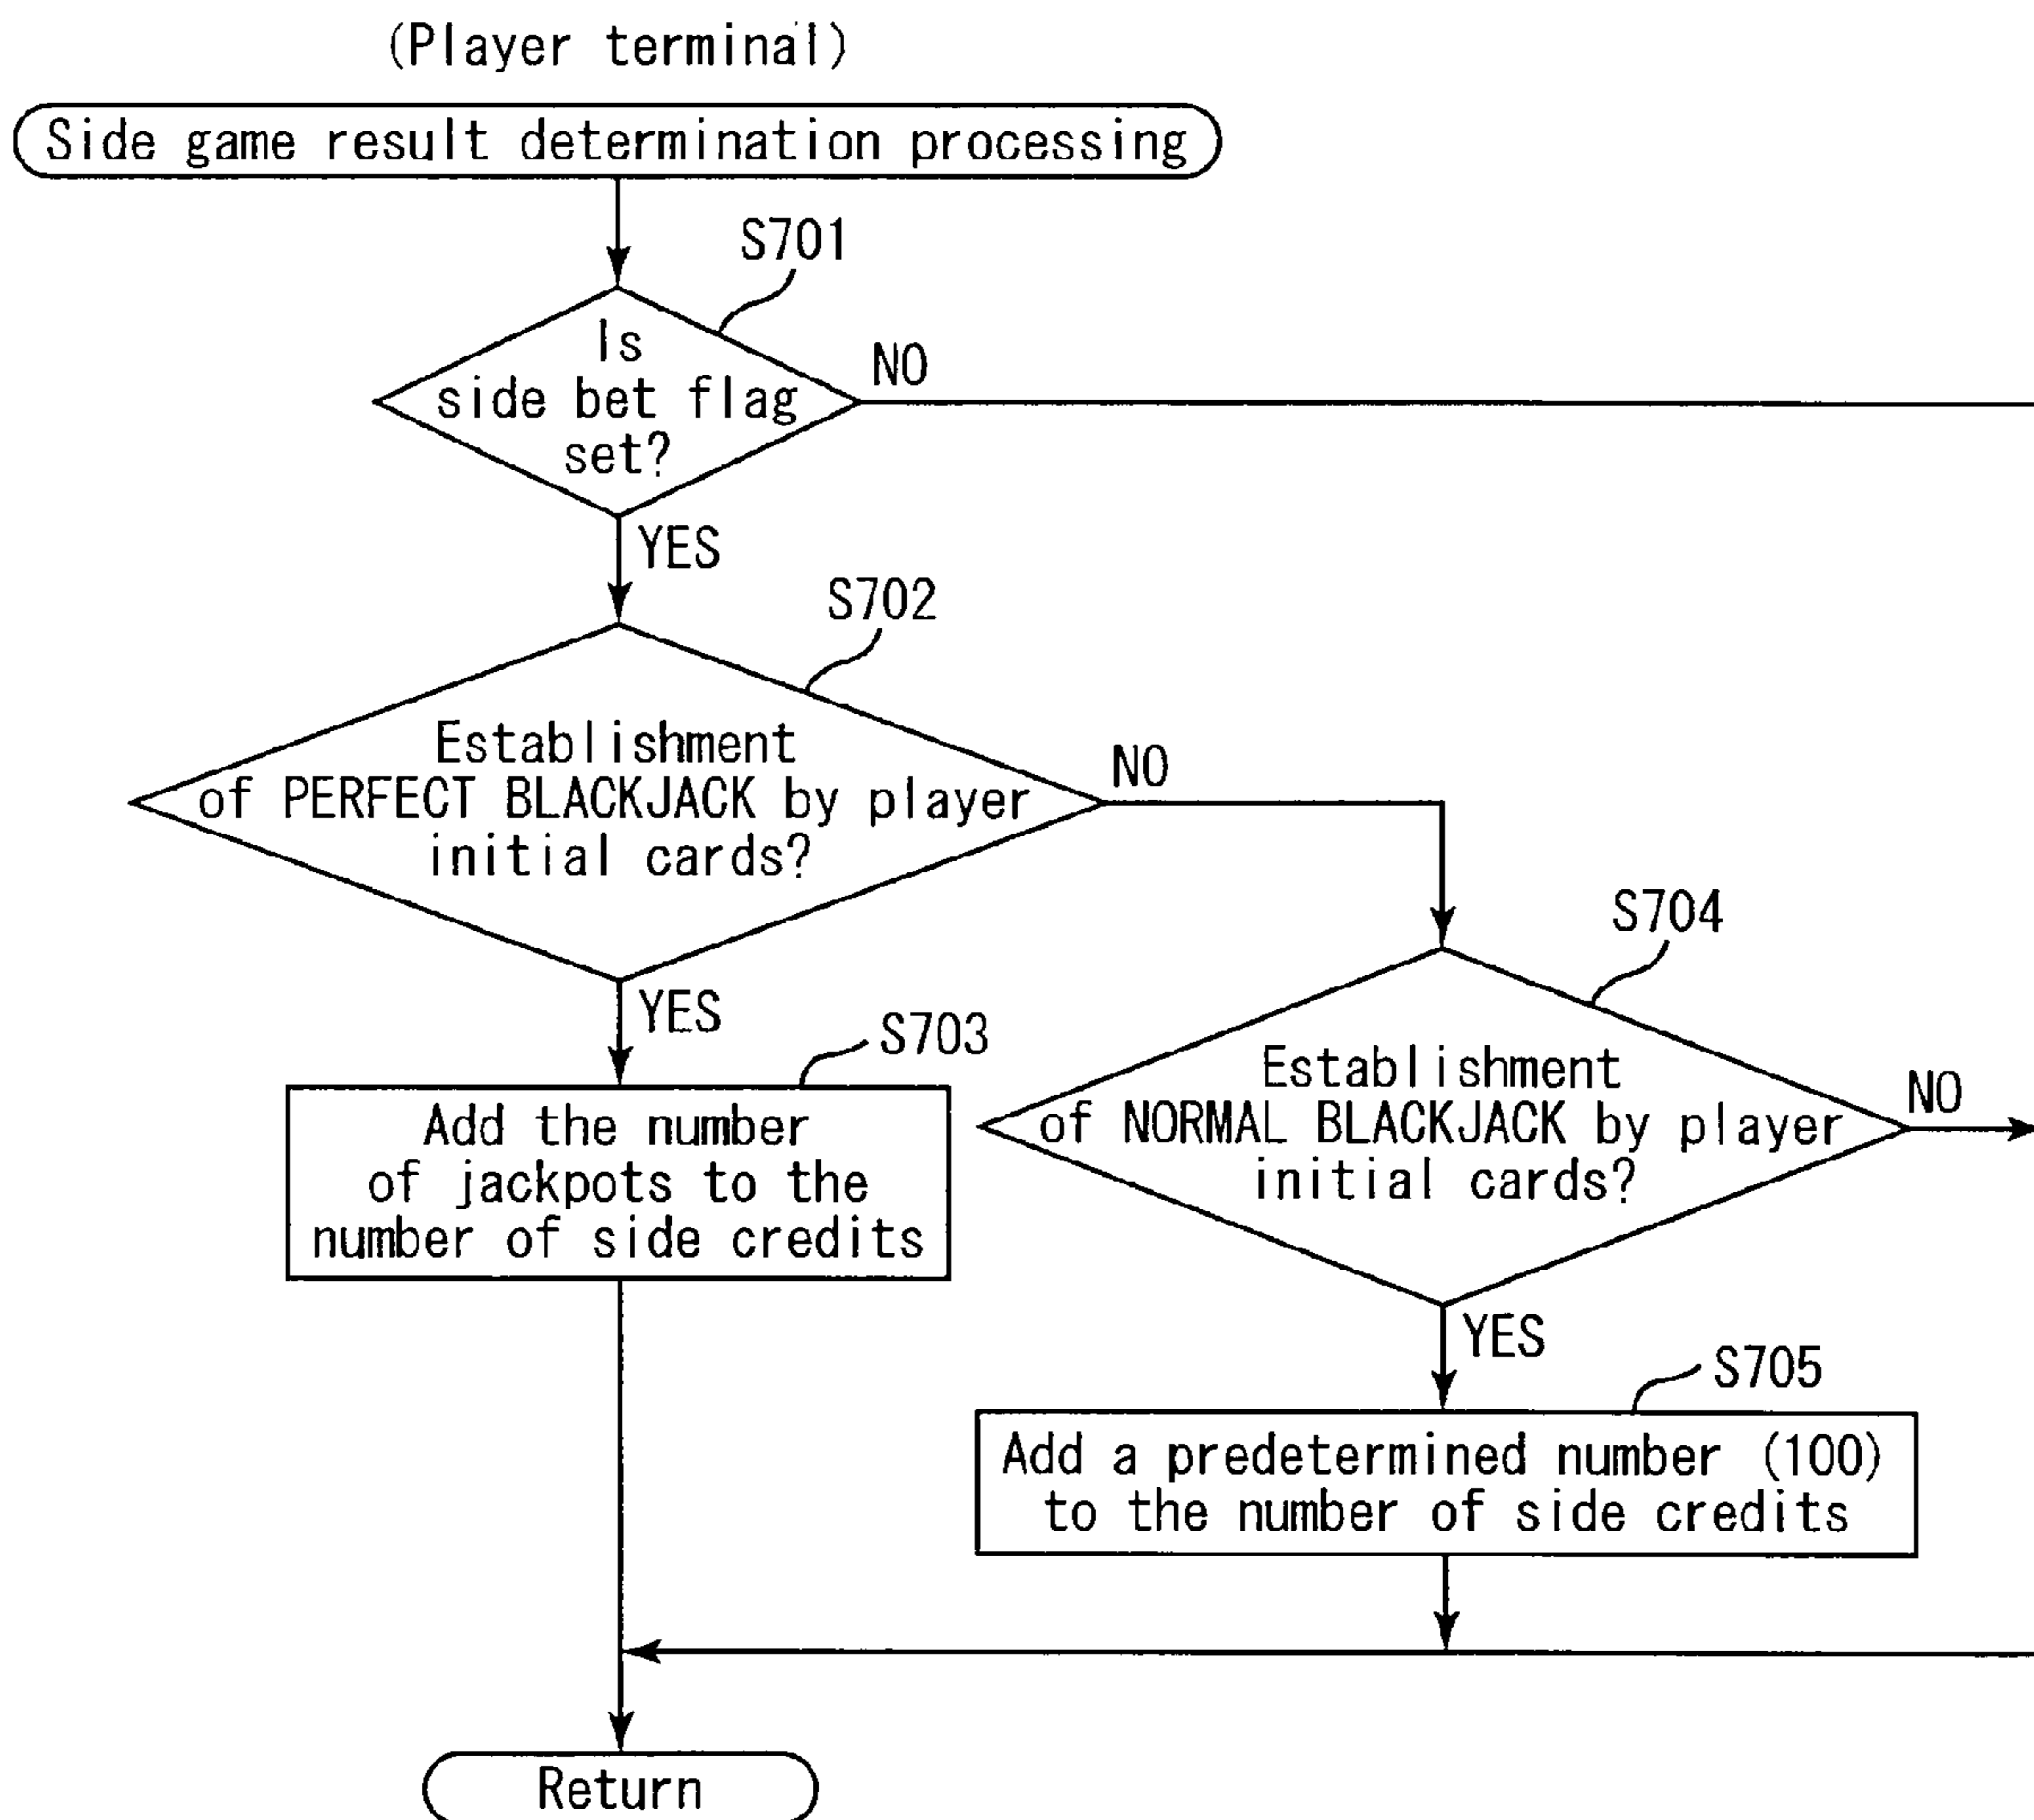 (Player terminal)
Side game result determination processing
S701
Is
side bet flag
set?
NO
YES
S702
Establishment
of PERFECT BLACKJACK by player
initial cards?
NO
YES
S703
Add the number
of jackpots to the
number of side credits
S704
Establishment
of NORMAL BLACKJACK by player
initial cards?
NO
YES
S705
Add a predetermined number (100)
to the number of side credits
Return